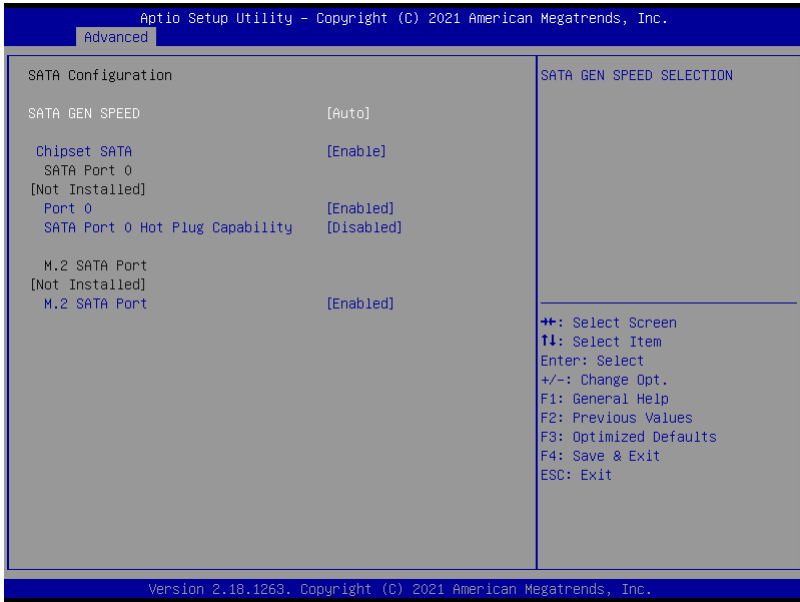 Aptio Setup Utility – Copyright (C) 2021 American Megatrends, Inc.
Advanced
SATA Configuration
SATA GEN SPEED [Auto]
Chipset SATA [Enable]
SATA Port 0
[Not Installed]
Port 0 [Enabled]
SATA Port 0 Hot Plug Capability [Disabled]
M.2 SATA Port
[Not Installed]
M.2 SATA Port [Enabled]
SATA GEN SPEED SELECTION
→←: Select Screen
↑↓: Select Item
Enter: Select
+/-: Change Opt.
F1: General Help
F2: Previous Values
F3: Optimized Defaults
F4: Save & Exit
ESC: Exit
Version 2.18.1263. Copyright (C) 2021 American Megatrends, Inc.